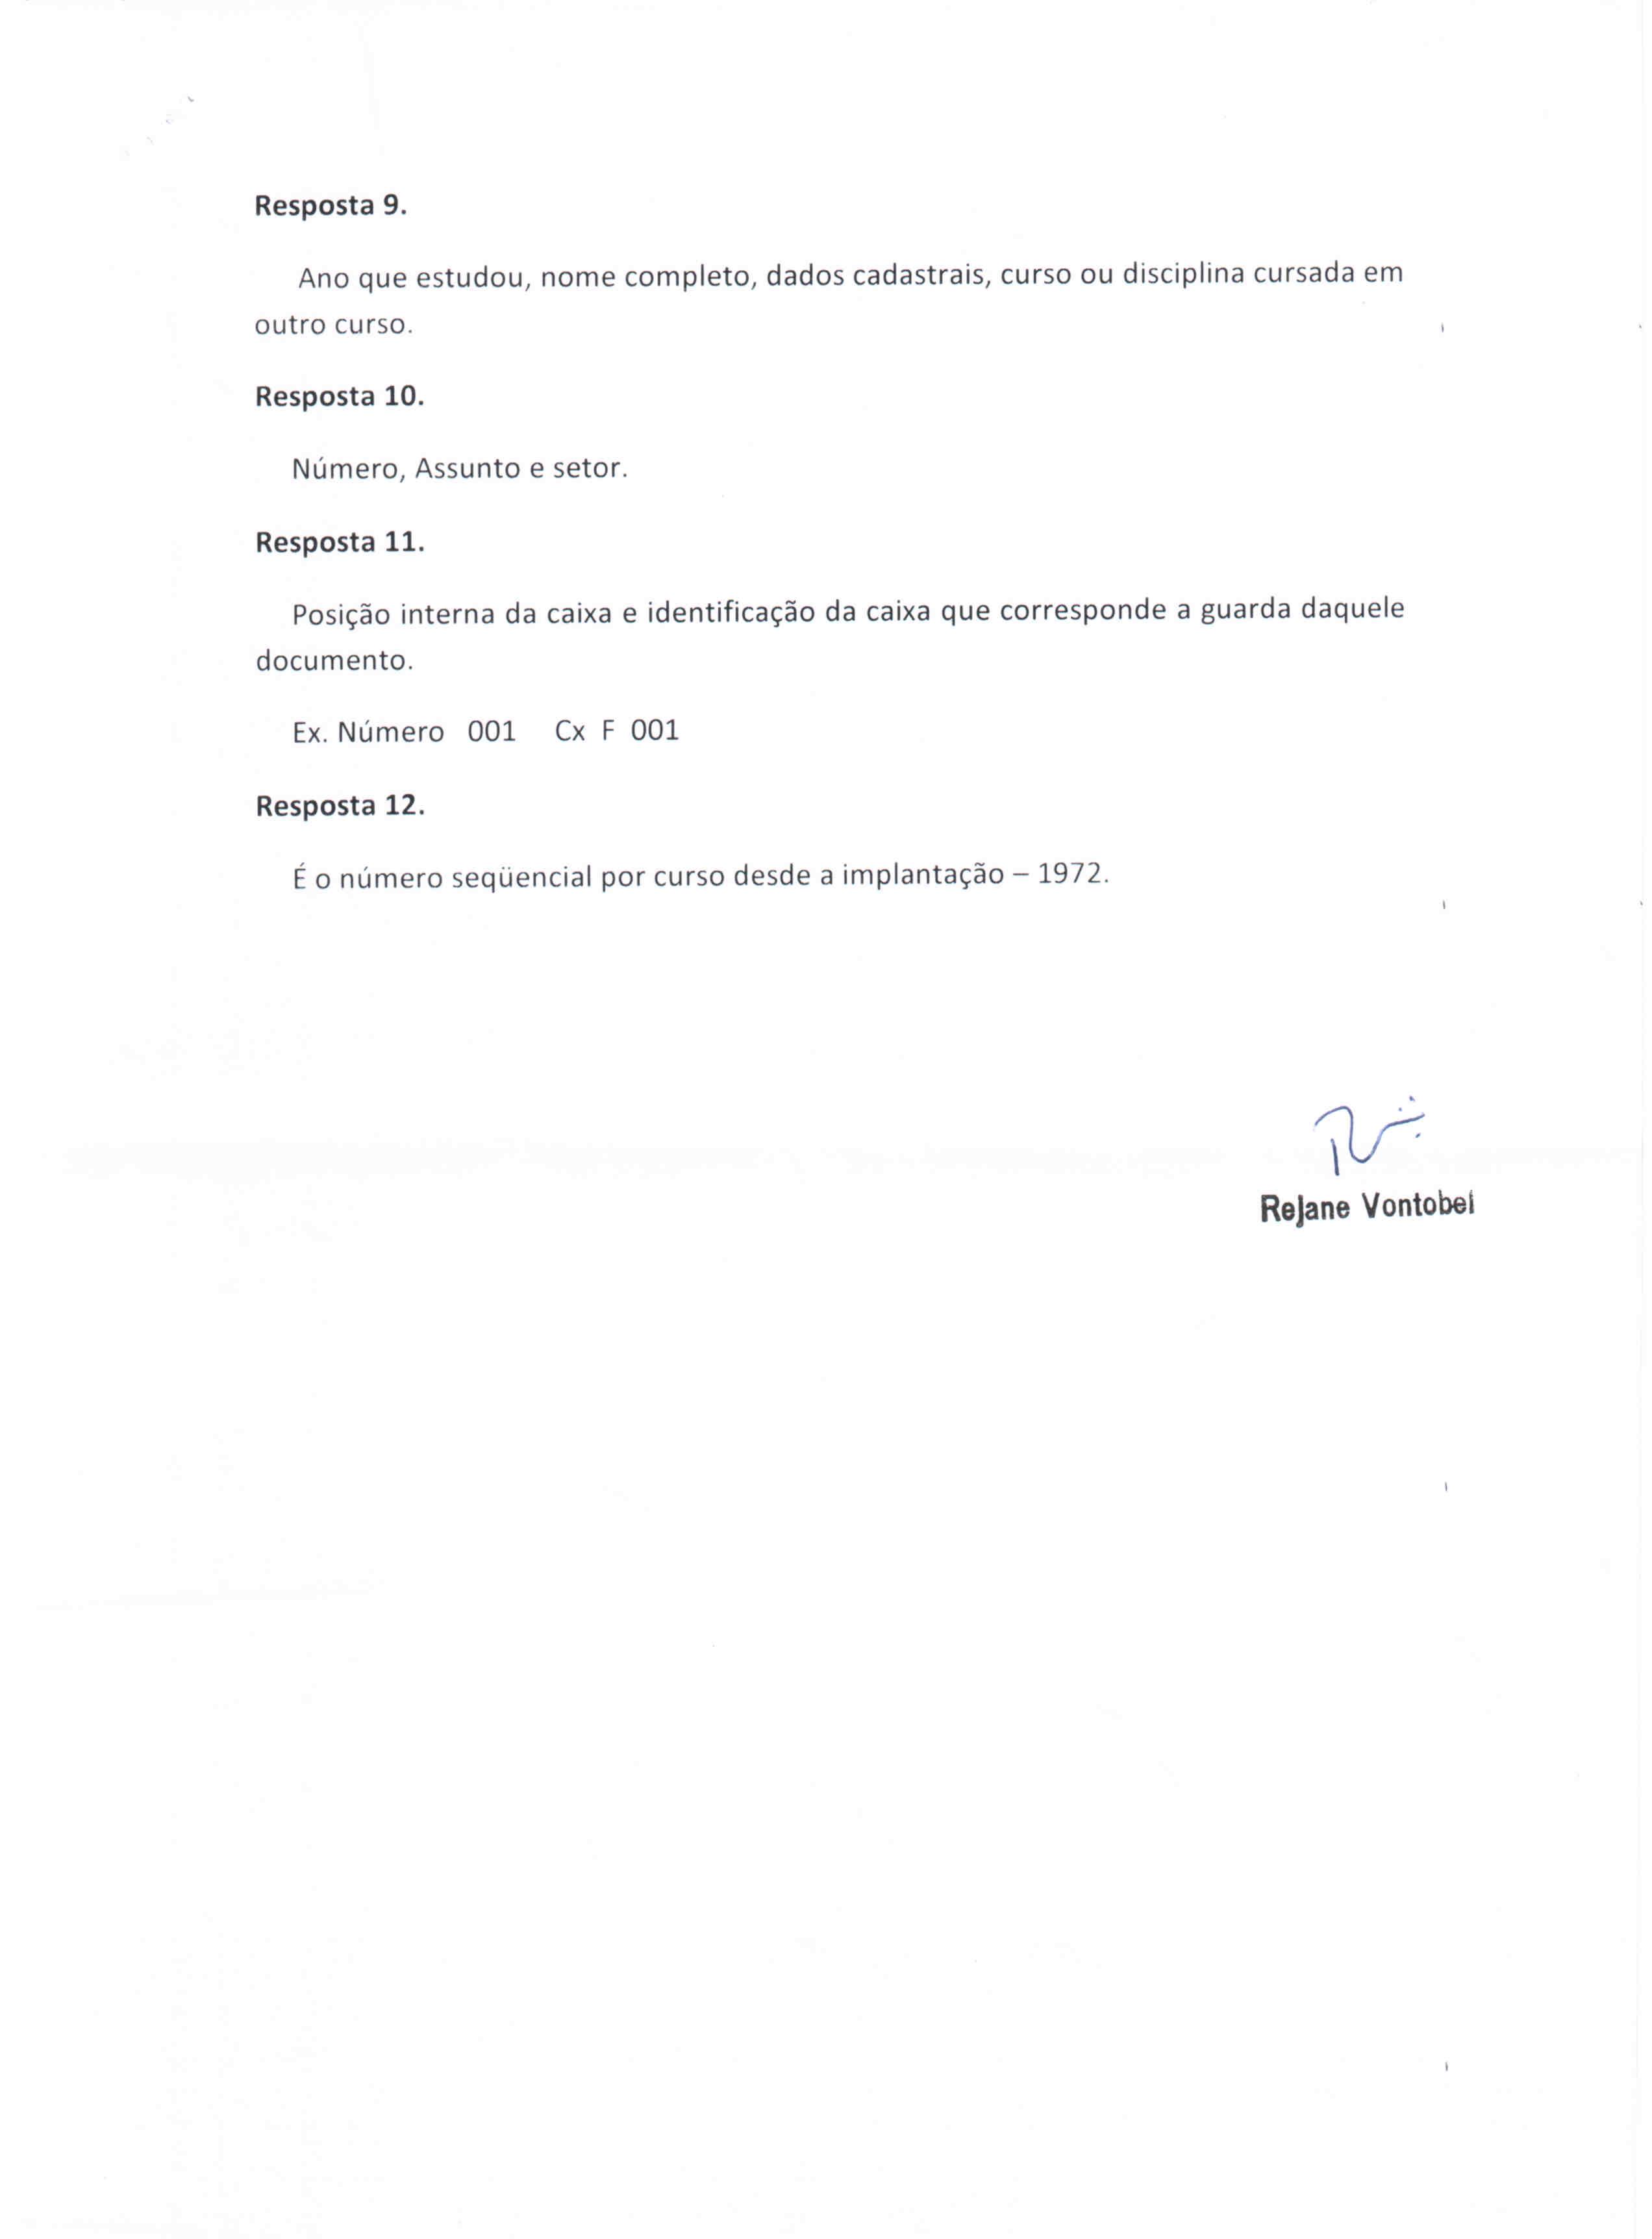 Resposta 9.
Ano que estudou, nome completo, dados cadastrais, curso ou disciplina cursada em
outro curso.
Resposta 10.
Número, Assunto e setor.
Resposta 11.
Posição interna da caixa e identificação da caixa que corresponde a guarda daquele
documento.
Ex. Número 001 Cx F 001
Resposta 12.
É o número seqüencial por curso desde a implantação – 1972.
Rejane Vontobel